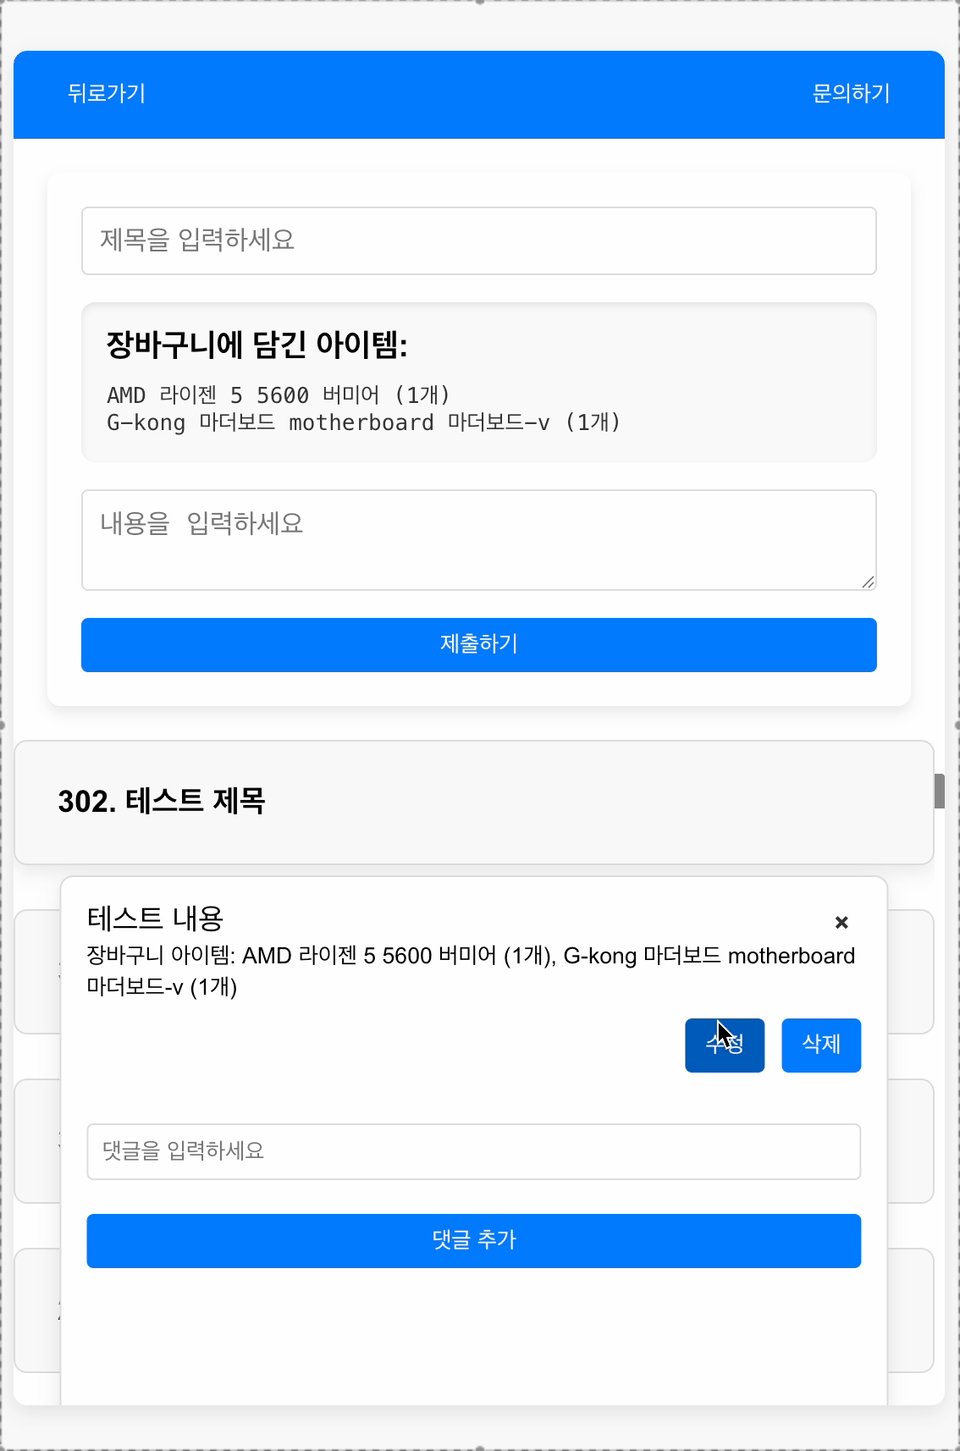 뒤로가기
문의하기
제목을 입력하세요
장바구니에 담긴 아이템:
AMD 라이젠 5 5600 버미어 (1개)
G-kong 마더보드 motherboard 마더보드-v (1개)
내용을 입력하세요
제출하기
302. 테스트 제목
테스트 내용
×
장바구니 아이템: AMD 라이젠 5 5600 버미어 (1개), G-kong 마더보드 motherboard
마더보드-v (1개)
수정
삭제
댓글을 입력하세요
댓글 추가